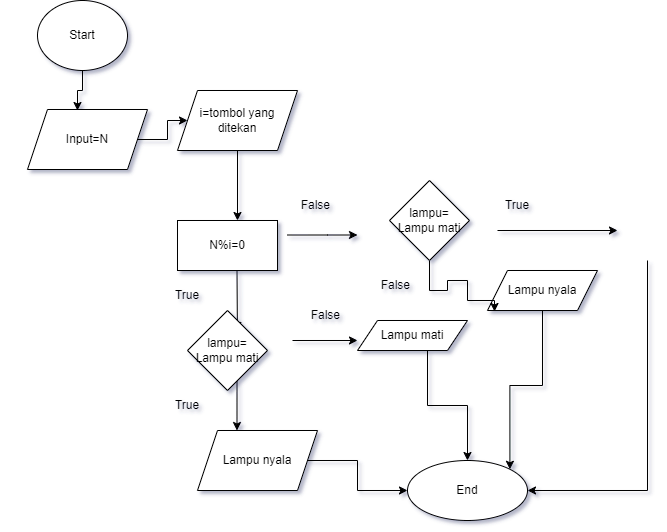 Start
Input=N
i=tombol yang
ditekan
N%i=0
False
lampu=
Lampu mati
True
False
Lampu nyala
True
lampu=
Lampu mati
False
Lampu mati
True
Lampu nyala
End